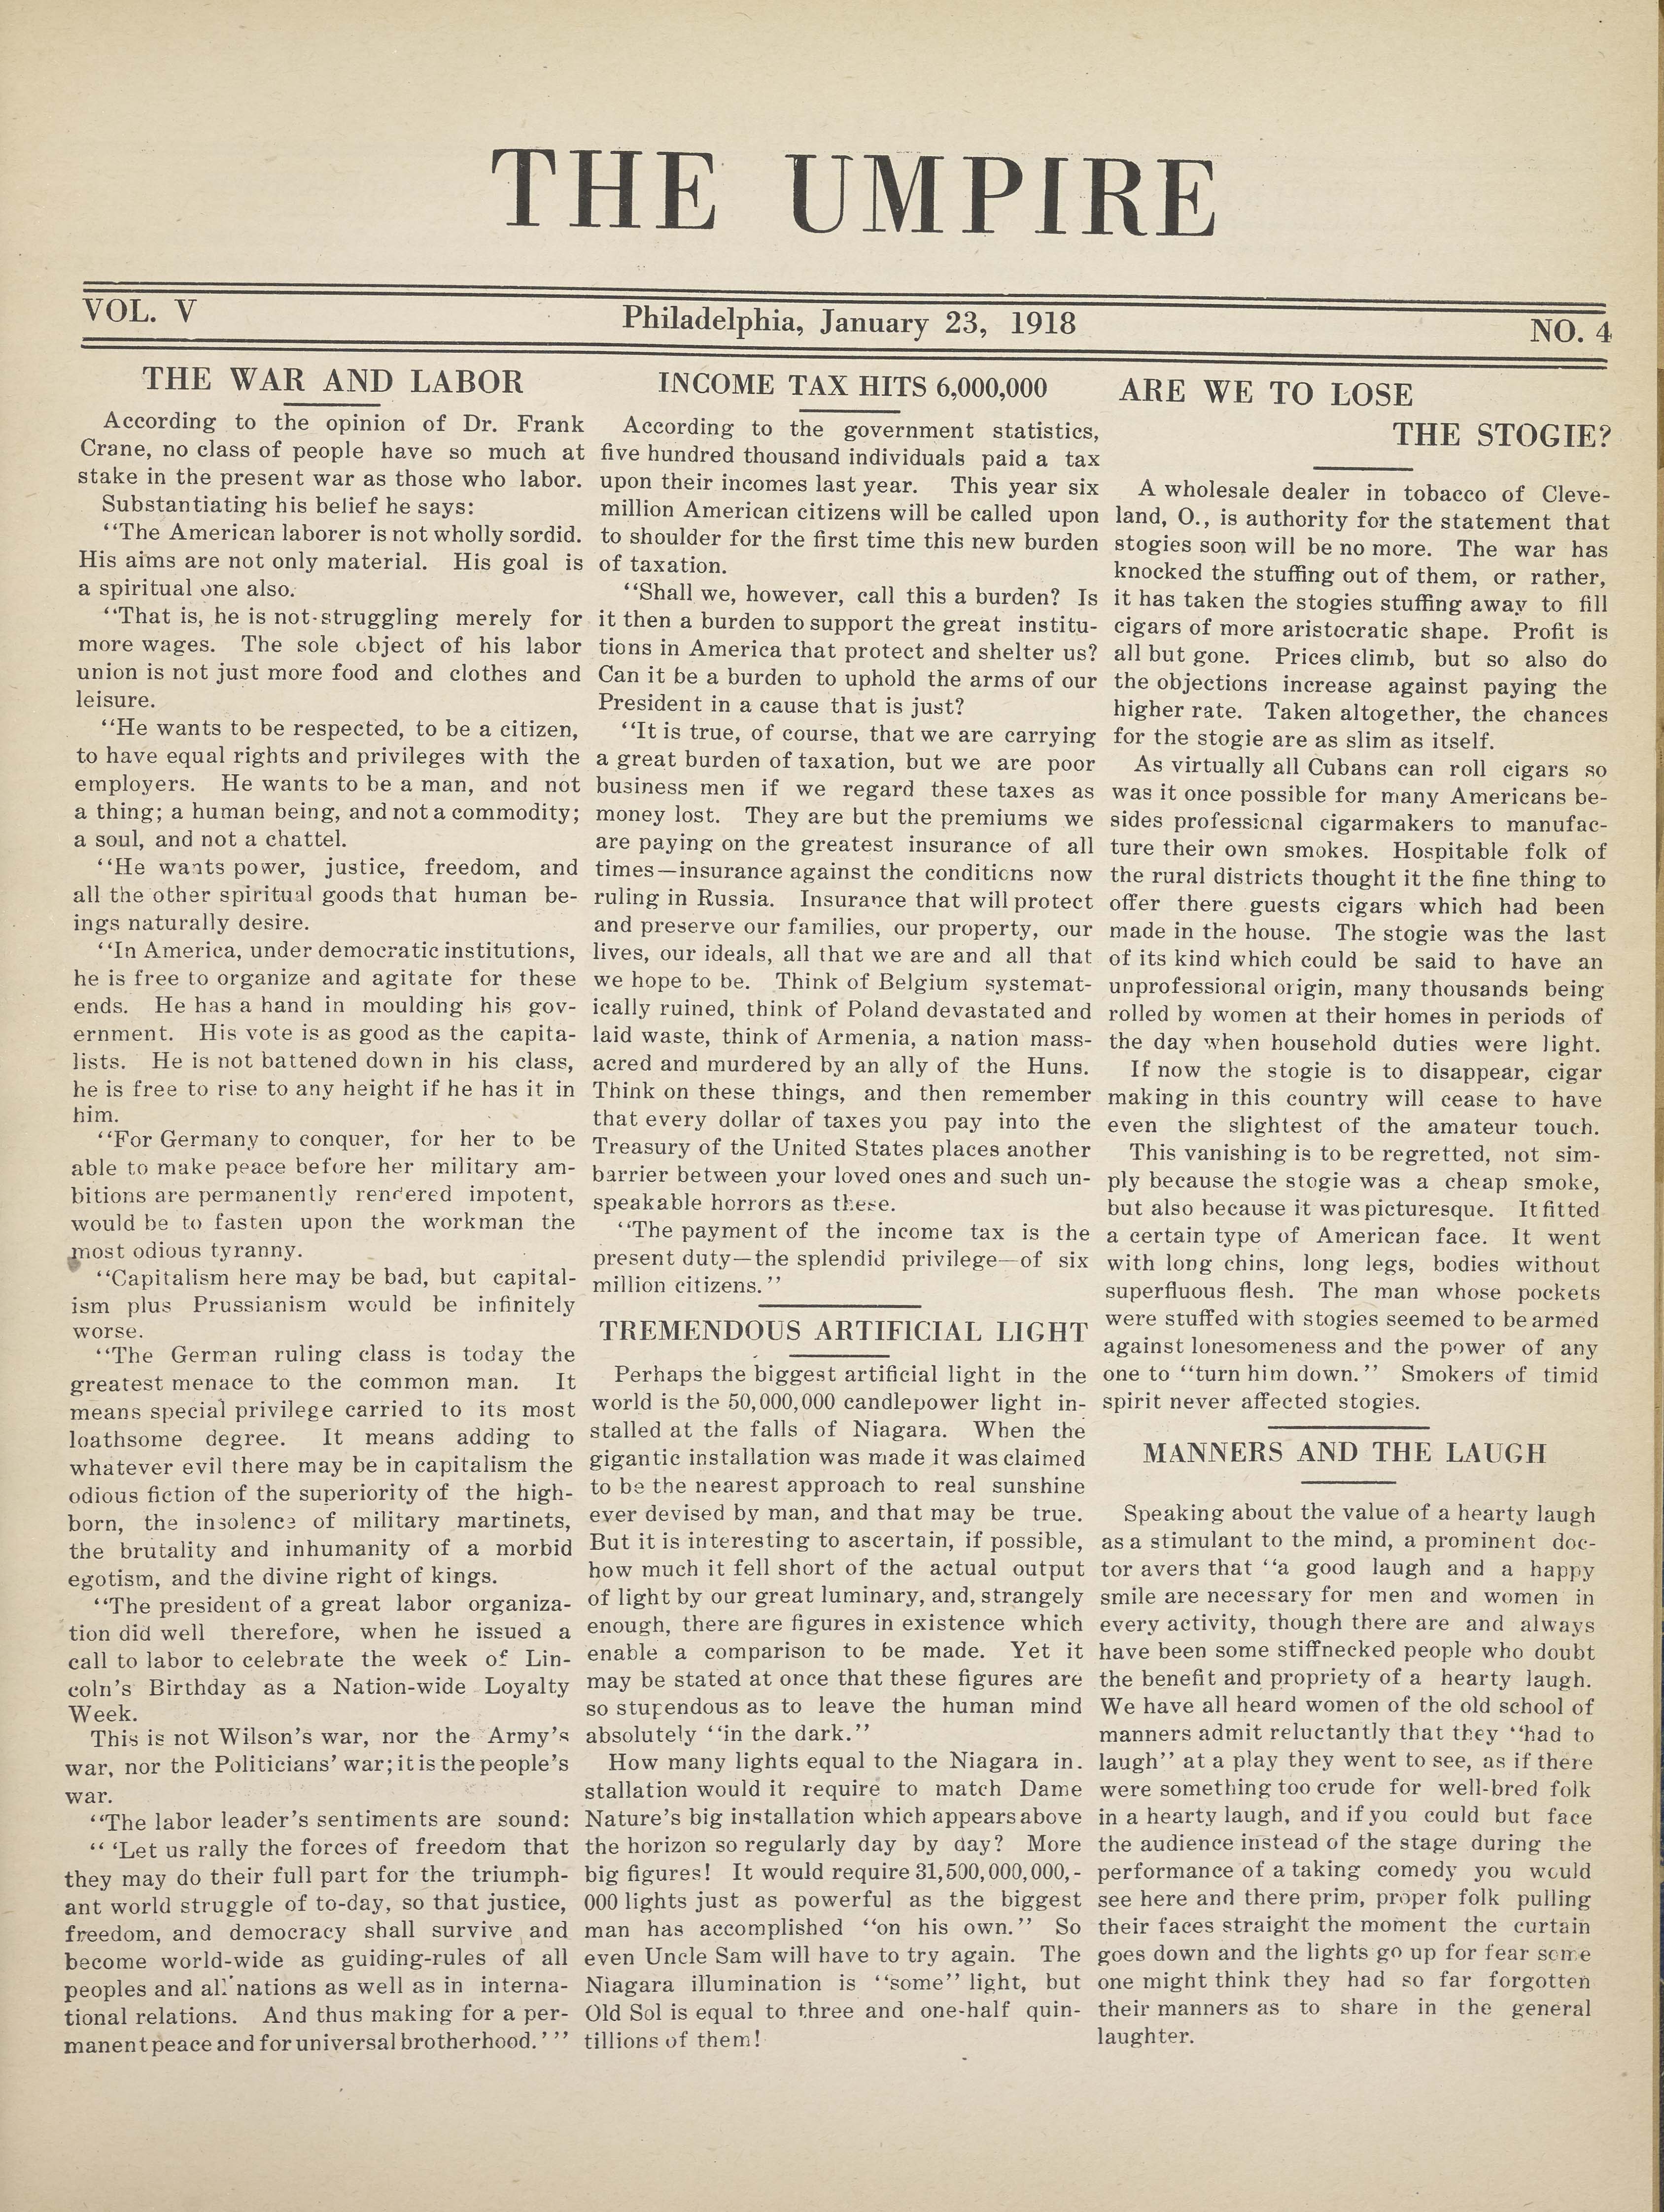 THE UMPIRE
VOL. V
Philadelphia, January 23, 1918
NO. 4
THE WAR AND LABOR
According to the opinion of Dr. Frank
Crane, no class of people have so much at
stake in the present war as those who labor.
Substantiating his belief he says:
‘‘The American laborer is not wholly sordid.
His aims are not only material. His goal is
a spiritual one also.
‘‘That is, he is not struggling merely for
more wages. The sole object of his labor
union is not just more food and clothes and
leisure.
‘‘He wants to be respected, to be a citizen,
to have equal rights and privileges with the
employers. He wants to be a man, and not
a thing; a human being, and not a commodity;
a soul, and not a chattel.
‘‘He wants power, justice, freedom, and
all the other spiritual goods that human be-
ings naturally desire.
‘‘In America, under democratic institutions,
he is free to organize and agitate for these
ends. He has a hand in moulding his gov-
ernment. His vote is as good as the capita-
lists. He is not battened down in his class,
he is free to rise to any height if he has it in
him.
‘‘For Germany to conquer, for her to be
able to make peace before her military am-
bitions are permanently rendered impotent,
would be to fasten upon the workman the
most odious tyranny.
‘‘Capitalism here may be bad, but capital-
ism plus Prussianism would be infinitely
worse.
‘‘The German ruling class is today the
greatest menace to the common man. It
means special privilege carried to its most
loathsome degree. It means adding to
whatever evil there may be in capitalism the
odious fiction of the superiority of the high-
born, the insolence of military martinets,
the brutality and inhumanity of a morbid
egotism, and the divine right of kings.
‘‘The president of a great labor organiza-
tion did well therefore, when he issued a
call to labor to celebrate the week of Lin-
coln's Birthday as a Nation-wide Loyalty
Week.
This is not Wilson's war, nor the Army's
war, nor the Politicians' war; it is the people's
war.
‘‘The labor leader's sentiments are sound:
‘‘ ‘Let us rally the forces of freedom that
they may do their full part for the triumph-
ant world struggle of to-day, so that justice,
freedom, and democracy shall survive and
become world-wide as guiding-rules of all
peoples and all nations as well as in interna-
tional relations. And thus making for a per-
manent peace and for universal brotherhood.’ ’’
INCOME TAX HITS 6,000,000
According to the government statistics,
five hundred thousand individuals paid a tax
upon their incomes last year. This year six
million American citizens will be called upon
to shoulder for the first time this new burden
of taxation.
‘‘Shall we, however, call this a burden? Is
it then a burden to support the great institu-
tions in America that protect and shelter us?
Can it be a burden to uphold the arms of our
President in a cause that is just?
‘‘It is true, of course, that we are carrying
a great burden of taxation, but we are poor
business men if we regard these taxes as
money lost. They are but the premiums we
are paying on the greatest insurance of all
times—insurance against the conditions now
ruling in Russia. Insurance that will protect
and preserve our families, our property, our
lives, our ideals, all that we are and all that
we hope to be. Think of Belgium systemat-
ically ruined, think of Poland devastated and
laid waste, think of Armenia, a nation mass-
acred and murdered by an ally of the Huns.
Think on these things, and then remember
that every dollar of taxes you pay into the
Treasury of the United States places another
barrier between your loved ones and such un-
speakable horrors as these.
‘‘The payment of the income tax is the
present duty—the splendid privilege—of six
million citizens.’’
TREMENDOUS ARTIFICIAL LIGHT
Perhaps the biggest artificial light in the
world is the 50,000,000 candlepower light in-
stalled at the falls of Niagara. When the
gigantic installation was made it was claimed
to be the nearest approach to real sunshine
ever devised by man, and that may be true.
But it is interesting to ascertain, if possible,
how much it fell short of the actual output
of light by our great luminary, and, strangely
enough, there are figures in existence which
enable a comparison to be made. Yet it
may be stated at once that these figures are
so stupendous as to leave the human mind
absolutely ‘‘in the dark.’’
How many lights equal to the Niagara in.
stallation would it require to match Dame
Nature's big installation which appears above
the horizon so regularly day by day? More
big figures! It would require 31,500,000,000,-
000 lights just as powerful as the biggest
man has accomplished ‘‘on his own.’’ So
even Uncle Sam will have to try again. The
Niagara illumination is ‘‘some’’ light, but
Old Sol is equal to three and one-half quin-
tillions of them!
ARE WE TO LOSE
THE STOGIE?
A wholesale dealer in tobacco of Cleve-
land, O., is authority for the statement that
stogies soon will be no more. The war has
knocked the stuffing out of them, or rather,
it has taken the stogies stuffing away to fill
cigars of more aristocratic shape. Profit is
all but gone. Prices climb, but so also do
the objections increase against paying the
higher rate. Taken altogether, the chances
for the stogie are as slim as itself.
As virtually all Cubans can roll cigars so
was it once possible for many Americans be-
sides professional cigarmakers to manufac-
ture their own smokes. Hospitable folk of
the rural districts thought it the fine thing to
offer there guests cigars which had been
made in the house. The stogie was the last
of its kind which could be said to have an
unprofessional origin, many thousands being
rolled by women at their homes in periods of
the day when household duties were light.
If now the stogie is to disappear, cigar
making in this country will cease to have
even the slightest of the amateur touch.
This vanishing is to be regretted, not sim-
ply because the stogie was a cheap smoke,
but also because it was picturesque. It fitted
a certain type of American face. It went
with long chins, long legs, bodies without
superfluous flesh. The man whose pockets
were stuffed with stogies seemed to be armed
against lonesomeness and the power of any
one to ‘‘turn him down.’’ Smokers of timid
spirit never affected stogies.
MANNERS AND THE LAUGH
Speaking about the value of a hearty laugh
as a stimulant to the mind, a prominent doc-
tor avers that ‘‘a good laugh and a happy
smile are necessary for men and women in
every activity, though there are and always
have been some stiffnecked people who doubt
the benefit and propriety of a hearty laugh.
We have all heard women of the old school of
manners admit reluctantly that they ‘‘had to
laugh’’ at a play they went to see, as if there
were something too crude for well-bred folk
in a hearty laugh, and if you could but face
the audience instead of the stage during the
performance of a taking comedy you would
see here and there prim, proper folk pulling
their faces straight the moment the curtain
goes down and the lights go up for fear some
one might think they had so far forgotten
their manners as to share in the general
laughter.